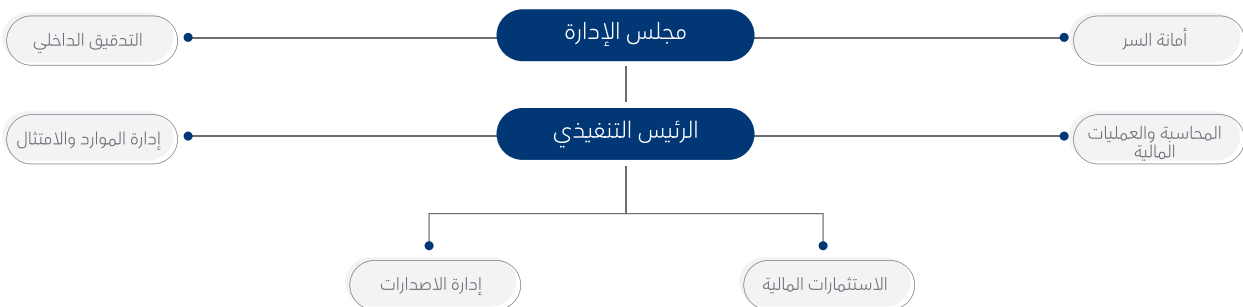 أمانة السر
مجلس الإدارة
التدقيق الداخلي
المحاسبة والعمليات
المالية
الرئيس التنفيذي
إدارة الموارد والامتثال
الاستثمارات المالية
إدارة الاصدارات